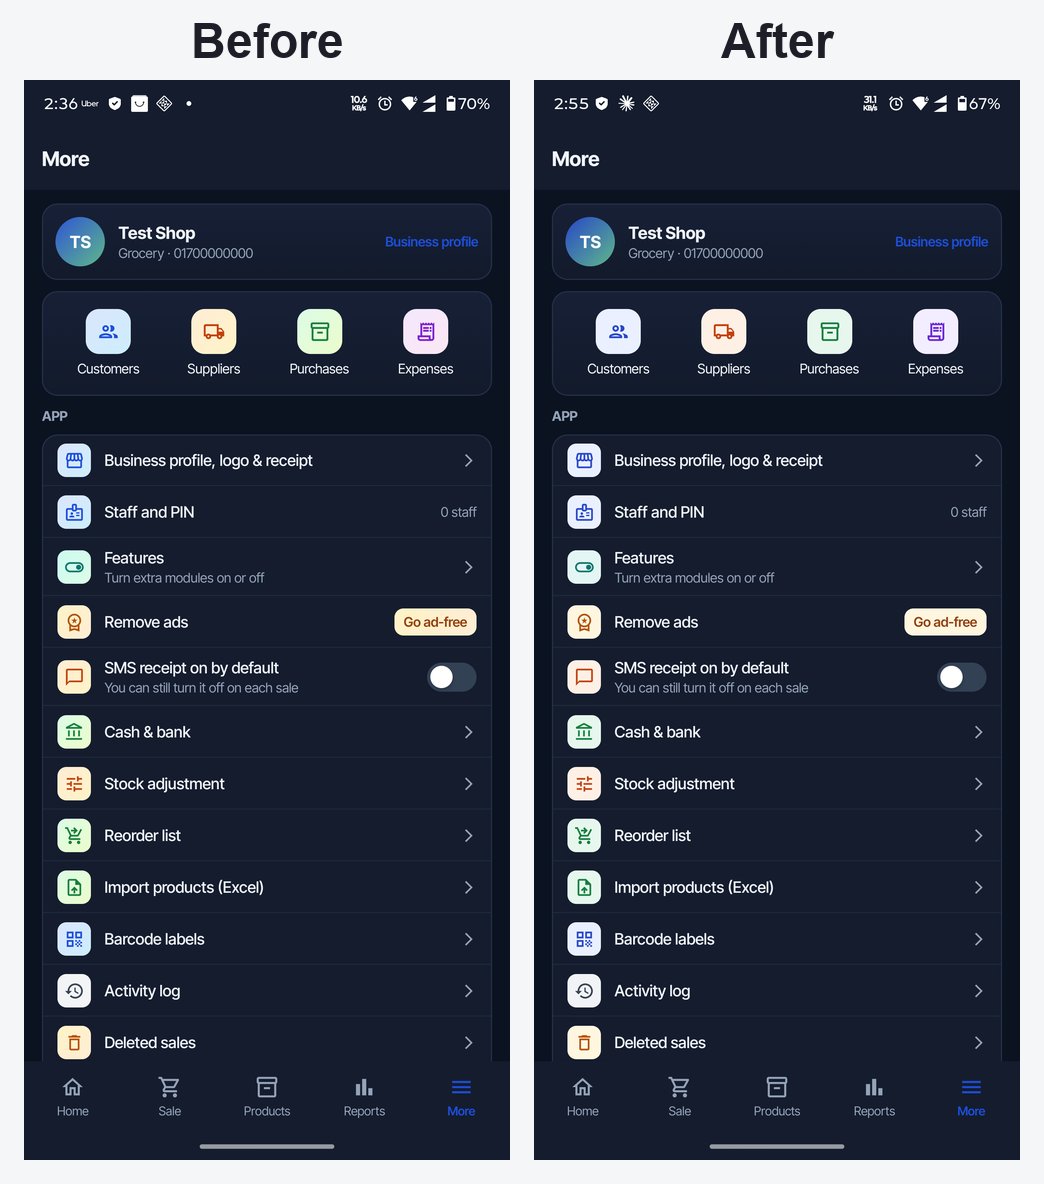 Before
2:36 Uber
10.6 KB/s
70%
More
TS
Test Shop
Grocery · 01700000000
Business profile
Customers
Suppliers
Purchases
Expenses
APP
Business profile, logo & receipt
Staff and PIN
0 staff
Features
Turn extra modules on or off
Remove ads
Go ad-free
SMS receipt on by default
You can still turn it off on each sale
Cash & bank
Stock adjustment
Reorder list
Import products (Excel)
Barcode labels
Activity log
Deleted sales
Home
Sale
Products
Reports
More
After
2:55
31.1 KB/s
67%
More
TS
Test Shop
Grocery · 01700000000
Business profile
Customers
Suppliers
Purchases
Expenses
APP
Business profile, logo & receipt
Staff and PIN
0 staff
Features
Turn extra modules on or off
Remove ads
Go ad-free
SMS receipt on by default
You can still turn it off on each sale
Cash & bank
Stock adjustment
Reorder list
Import products (Excel)
Barcode labels
Activity log
Deleted sales
Home
Sale
Products
Reports
More